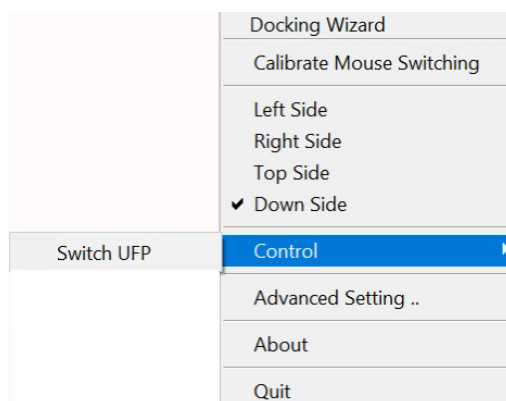 Docking Wizard
Calibrate Mouse Switching
Left Side
Right Side
Top Side
Down Side
Switch UFP
Control
Advanced Setting ..
About
Quit